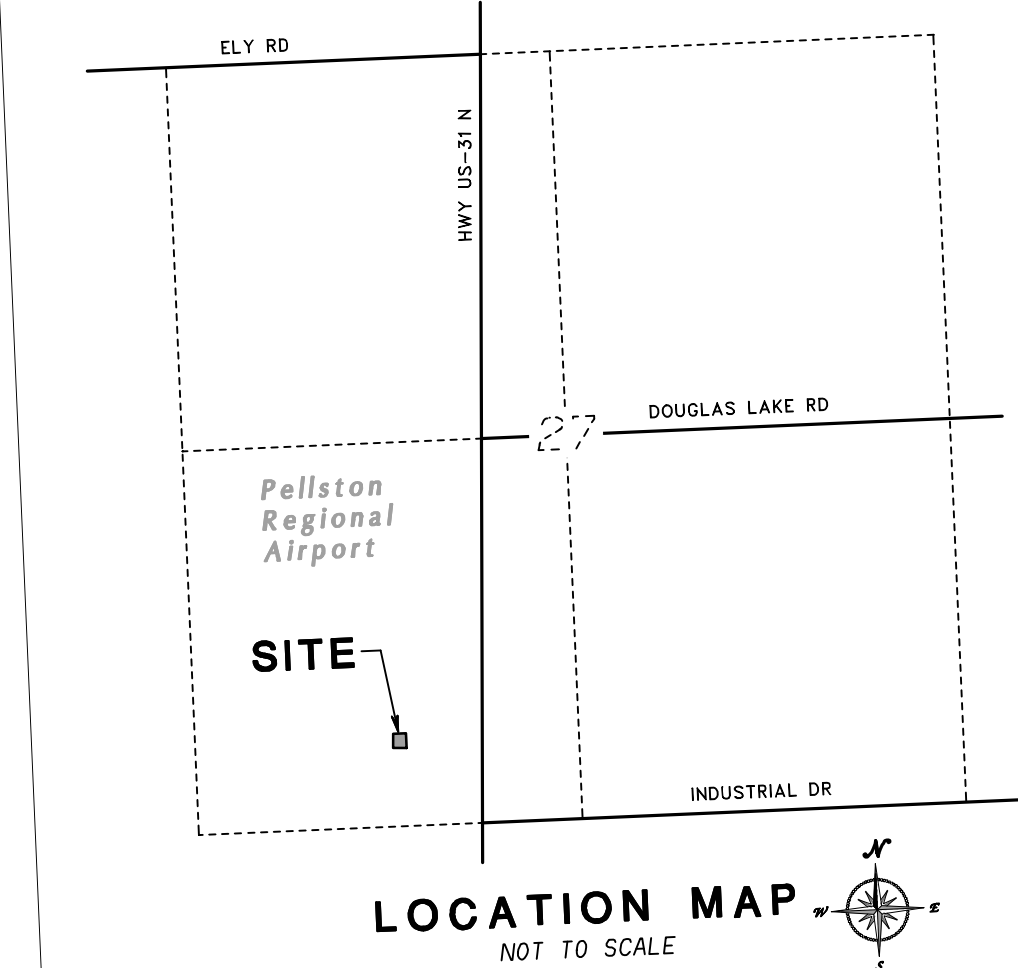 ELY RD
HWY US-31 N
DOUGLAS LAKE RD
27
Pellston
Regional
Airport
SITE
INDUSTRIAL DR
N
W
E
S
LOCATION MAP
NOT TO SCALE